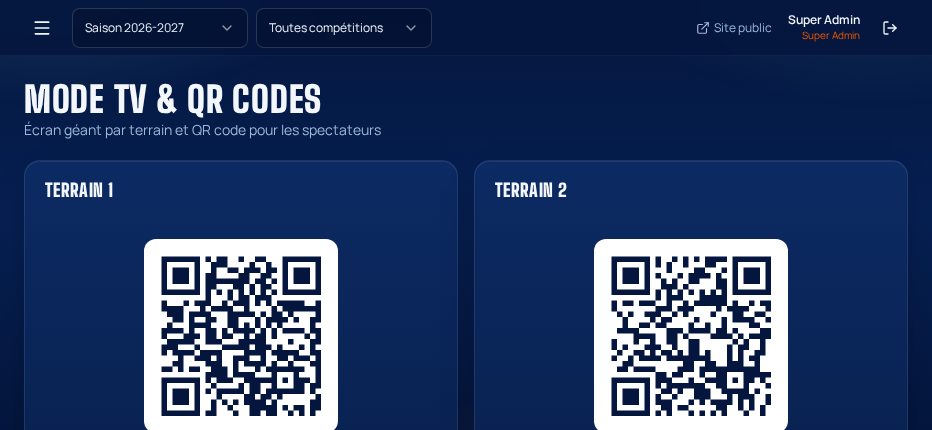 Saison 2026-2027
Toutes compétitions
Site public
Super Admin
Super Admin
MODE TV & QR CODES
Écran géant par terrain et QR code pour les spectateurs
TERRAIN 1
TERRAIN 2